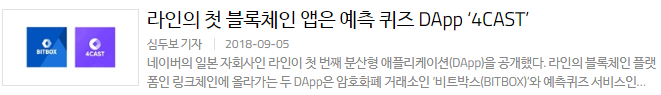 라인의 첫 블록체인 앱은 예측 퀴즈 DApp ‘4CAST’
심두보 기자 | 2018-09-05
네이버의 일본 자회사인 라인이 첫 번째 분산형 애플리케이션(DApp)을 공개했다. 라인의 블록체인 플랫
폼인 링크체인에 올라가는 두 DApp은 암호화폐 거래소인 ‘비트박스(BITBOX)’와 예측퀴즈 서비스인...
BITBOX
4CAST